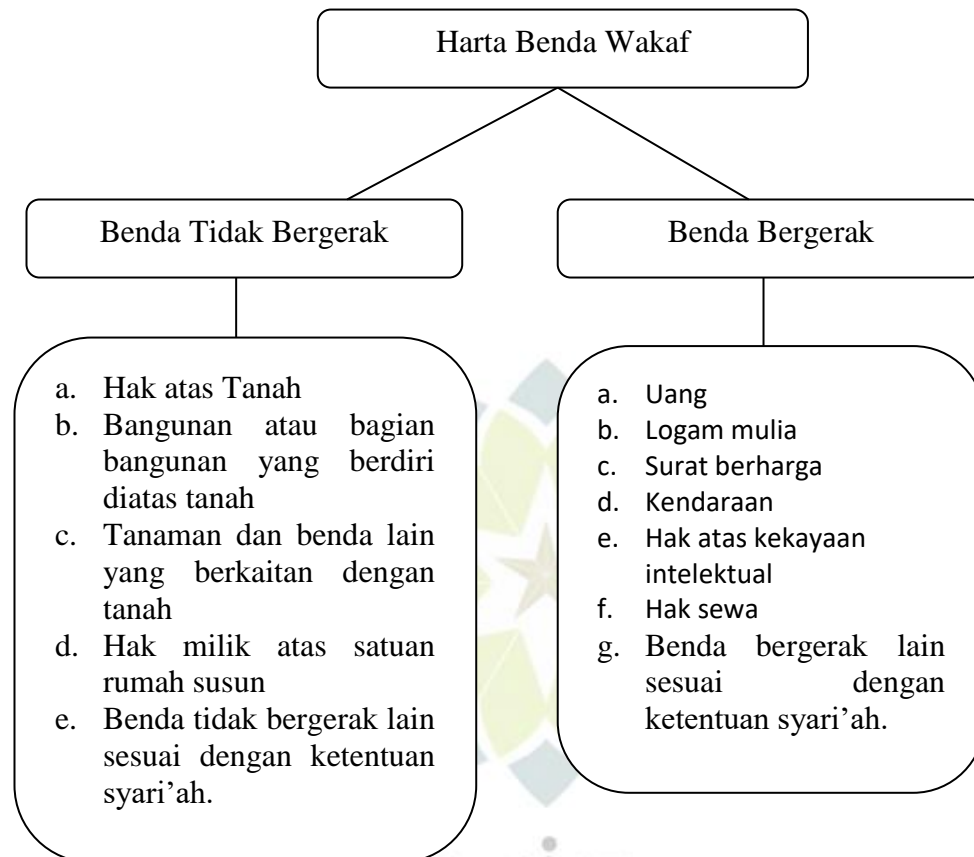 Harta Benda Wakaf
Benda Tidak Bergerak
Benda Bergerak
a. Hak atas Tanah
b. Bangunan atau bagian
bangunan yang berdiri
diatas tanah
c. Tanaman dan benda lain
yang berkaitan dengan
tanah
d. Hak milik atas satuan
rumah susun
e. Benda tidak bergerak lain
sesuai dengan ketentuan
syari’ah.
a. Uang
b. Logam mulia
c. Surat berharga
d. Kendaraan
e. Hak atas kekayaan
intelektual
f. Hak sewa
g. Benda bergerak lain
sesuai dengan
ketentuan syari’ah.